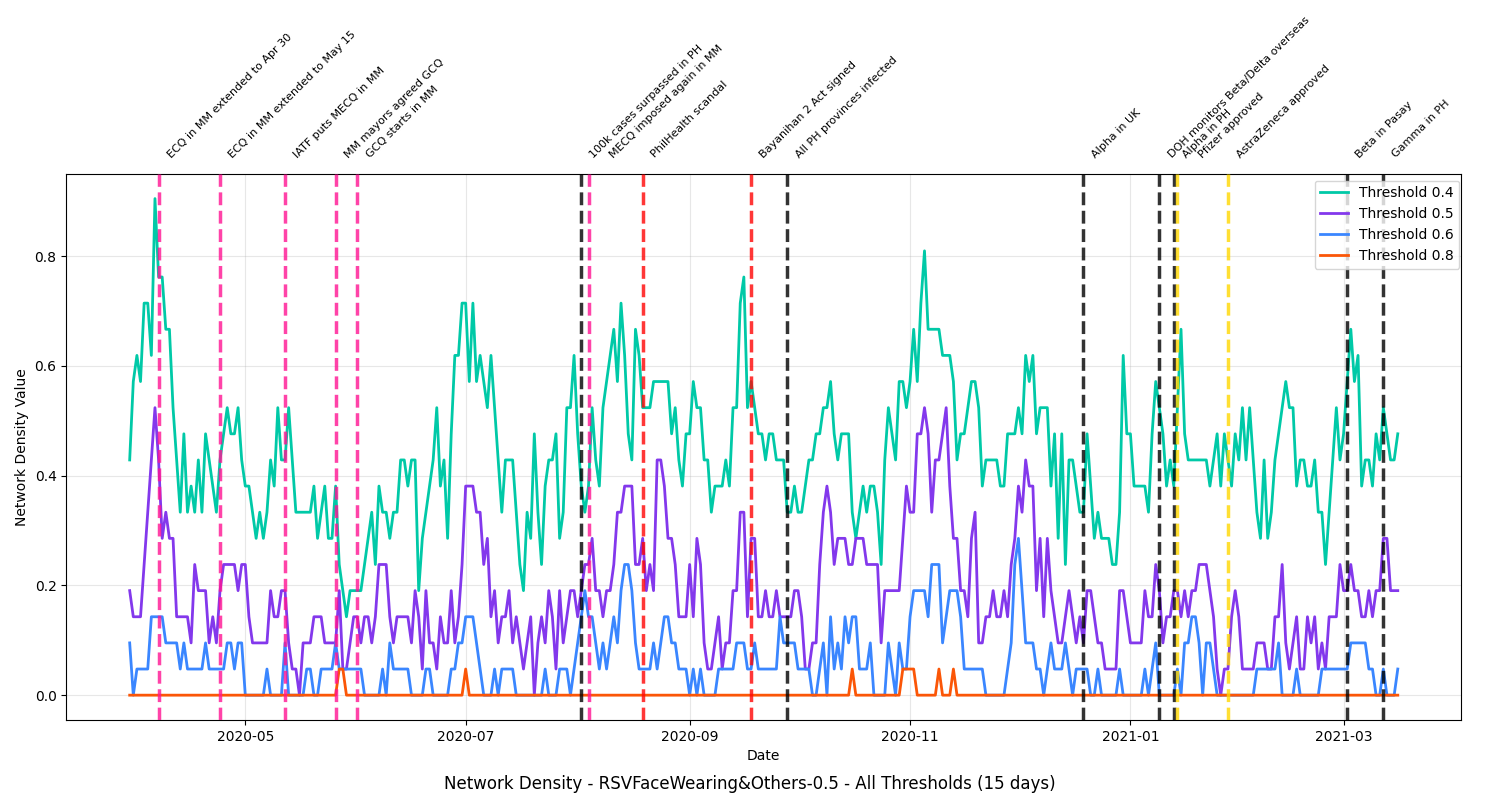 ECQ in MM extended to Apr 30
ECQ in MM extended to May 15
IATF puts MECQ in MM
MM mayors agreed GCQ
GCQ starts in MM
100k cases surpassed in PH
MECQ imposed again in MM
PhilHealth scandal
Bayanihan 2 Act signed
All PH provinces infected
Alpha in UK
DOH monitors Beta/Delta overseas
Alpha in PH
Pfizer approved
AstraZeneca approved
Beta in Pasay
Gamma in PH
Threshold 0.4
Threshold 0.5
Threshold 0.6
Threshold 0.8
Network Density Value
0.8
0.6
0.4
0.2
0.0
2020-05
2020-07
2020-09
2020-11
2021-01
2021-03
Date
Network Density - RSVFaceWearing&Others-0.5 - All Thresholds (15 days)